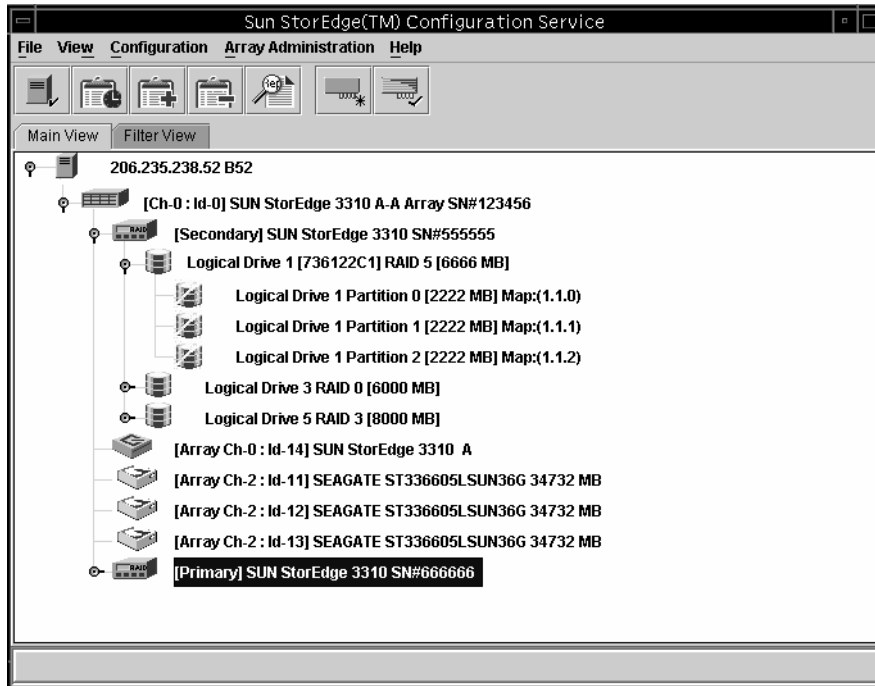 Sun StorEdge(TM) Configuration Service
File View Configuration Array Administration Help
Rep
Main View Filter View
206.235.238.52 B52
[Ch-0 : Id-0] SUN StorEdge 3310 A-A Array SN#123456
RAID
[Secondary] SUN StorEdge 3310 SN#555555
Logical Drive 1 [736122C1] RAID 5 [6666 MB]
Logical Drive 1 Partition 0 [2222 MB] Map:(1.1.0)
Logical Drive 1 Partition 1 [2222 MB] Map:(1.1.1)
Logical Drive 1 Partition 2 [2222 MB] Map:(1.1.2)
Logical Drive 3 RAID 0 [6000 MB]
Logical Drive 5 RAID 3 [8000 MB]
[Array Ch-0 : Id-14] SUN StorEdge 3310 A
[Array Ch-2 : Id-11] SEAGATE ST336605LSUN36G 34732 MB
[Array Ch-2 : Id-12] SEAGATE ST336605LSUN36G 34732 MB
[Array Ch-2 : Id-13] SEAGATE ST336605LSUN36G 34732 MB
RAID
[Primary] SUN StorEdge 3310 SN#666666